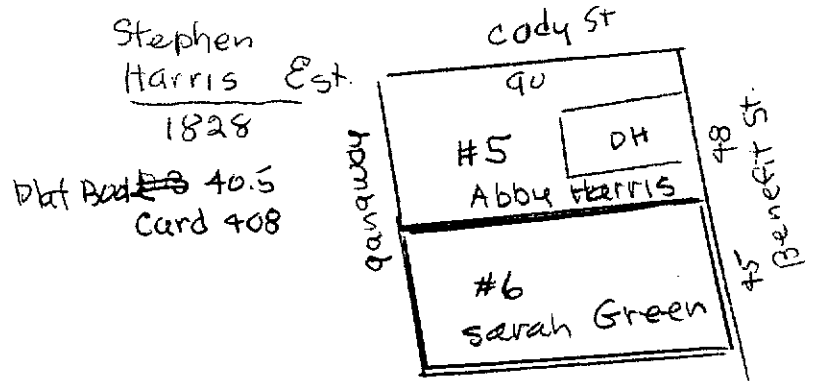 Stephen
Harris Est.
1828
Plat Book 40.5
Card 408
Cody St
90
#5
DH
Abby Harris
gangway
48
Benefit St.
45
#6
Sarah Green